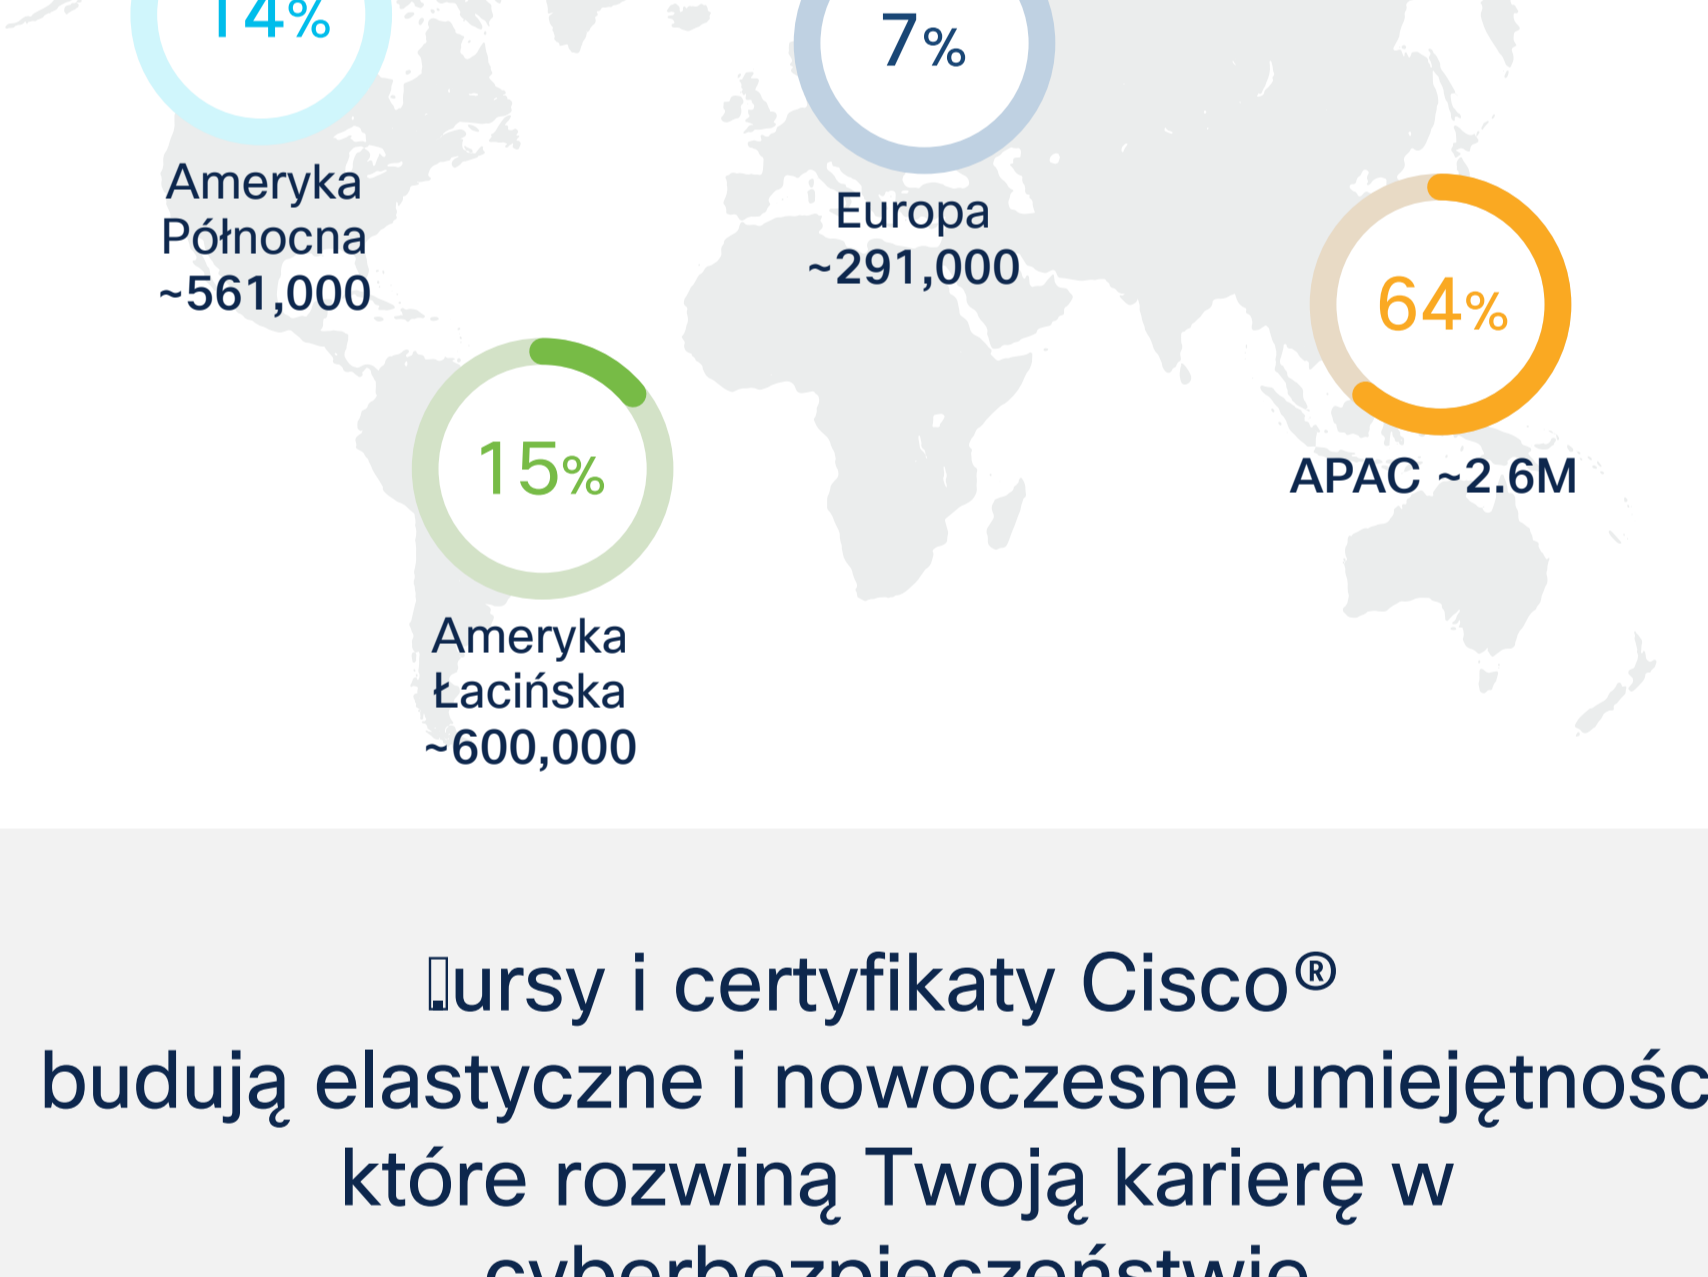 14%
7%
Ameryka
Północna
~561,000
Europa
~291,000
64%
APAC ~2.6M
15%
Ameryka
Łacińska
~600,000
ursy i certyfikaty Cisco®
budują elastyczne i nowoczesne umiejętnośc
które rozwiną Twoją karierę w
cyberbezpieczeństwie